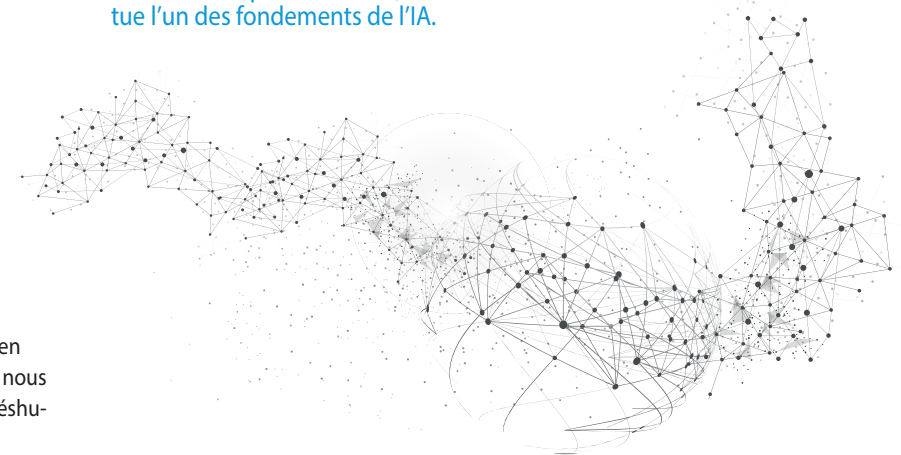 tue l’un des fondements de l’IA.
en
nous
éshu-